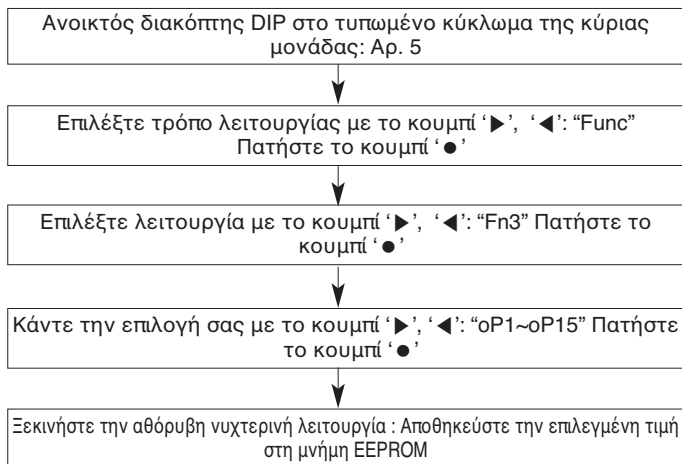 Ανοικτός διακόπτης DIP στο τυπωμένο κύκλωμα της κύριας
μονάδας: Αρ. 5
Επιλέξτε τρόπο λειτουργίας με το κουμπί ‘▶’, ‘◀’: “Func”
Πατήστε το κουμπί ‘●’
Επιλέξτε λειτουργία με το κουμπί ‘▶’, ‘◀’: “Fn3” Πατήστε το
κουμπί ‘●’
Κάντε την επιλογή σας με το κουμπί ‘▶’, ‘◀’: “oP1~oP15” Πατήστε
το κουμπί ‘●’
Ξεκινήστε την αθόρυβη νυχτερινή λειτουργία : Αποθηκεύστε την επιλεγμένη τιμή
στη μνήμη EEPROM